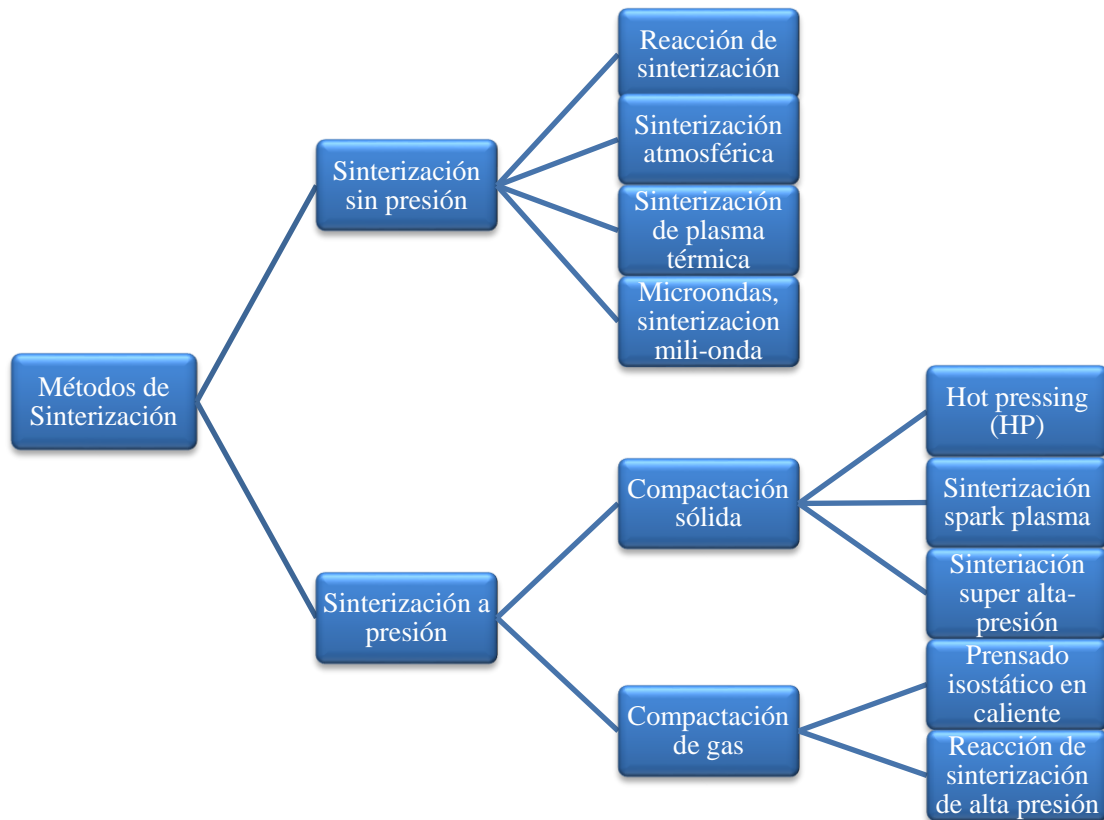 Reacción de
sinterización
Sinterización
atmosférica
Sinterización
sin presión
Sinterización
de plasma
térmica
Microondas,
sinterizacion
mili-onda
Métodos de
Sinterización
Hot pressing
(HP)
Compactación
sólida
Sinterización
spark plasma
Sinteriación
super alta-
presión
Sinterización a
presión
Prensado
isostático en
caliente
Compactación
de gas
Reacción de
sinterización
de alta presión